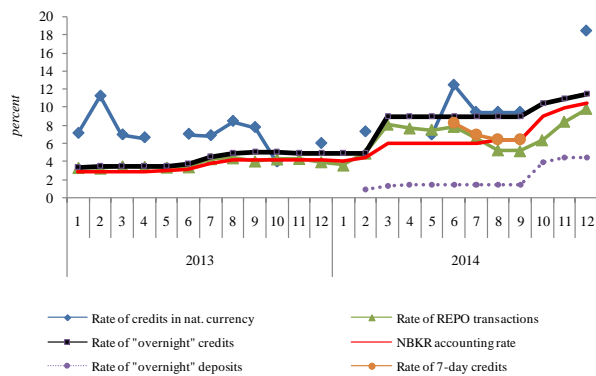 20
18
16
14
12
10
8
6
4
2
0
percent
1 2 3 4 5 6 7 8 9 10 11 12 1 2 3 4 5 6 7 8 9 10 11 12
2013 2014
Rate of credits in nat. currency Rate of REPO transactions
Rate of "overnight" credits NBKR accounting rate
Rate of "overnight" deposits Rate of 7-day credits